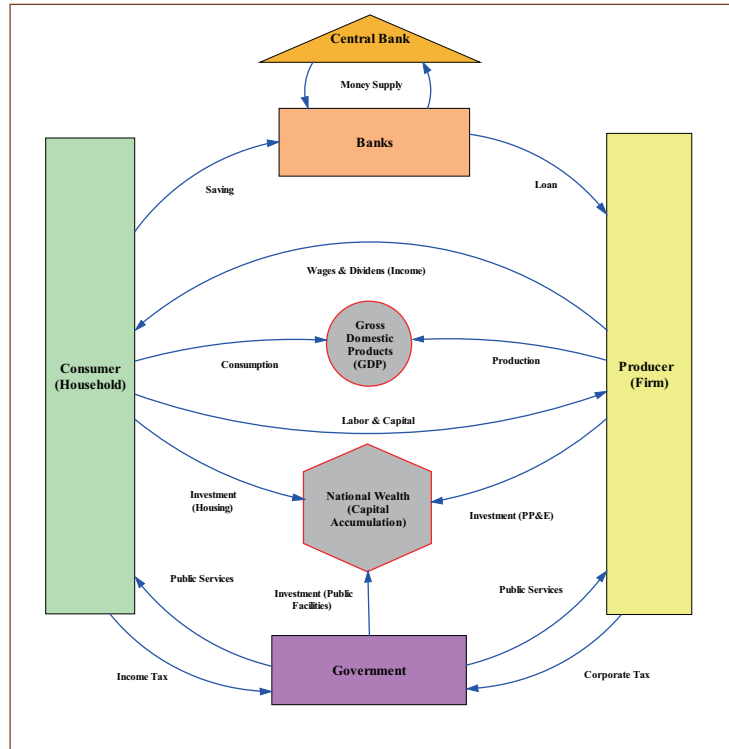 Central Bank
Money Supply
Banks
Saving
Loan
Wages & Dividens (Income)
Gross
Domestic
Products
(GDP)
Consumption
Production
Consumer
(Household)
Producer
(Firm)
Labor & Capital
National Wealth
(Capital
Accumulation)
Investment
(Housing)
Investment (PP&E)
Public Services
Investment (Public
Facilities)
Public Services
Government
Income Tax
Corporate Tax